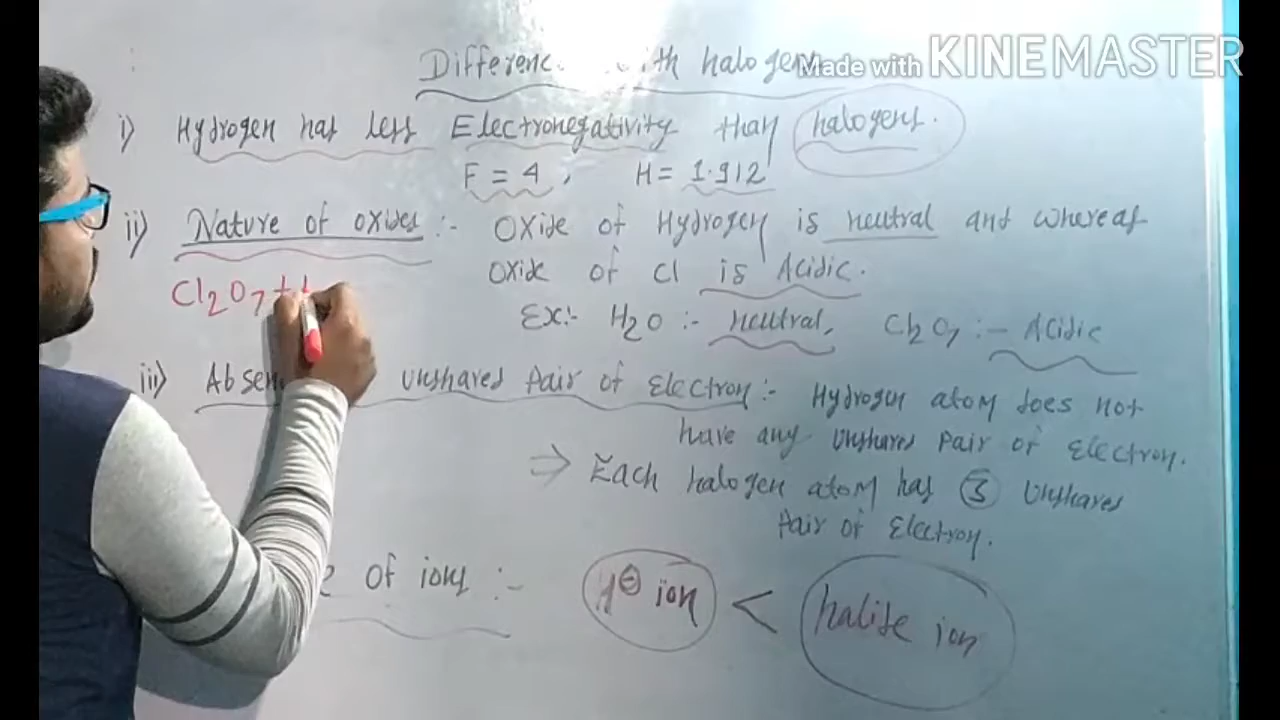 Difference with halogens
Made with KINEMASTER
i) Hydrogen has less Electronegativity than halogens.
F = 4, H = 1.912
ii) Nature of oxides :- Oxide of Hydrogen is neutral and whereas
Oxide of Cl is Acidic.
Cl2O7 +
Ex:- H2O :- neutral, Cl2O7 :- Acidic
iii) Absen Unshared Pair of Electron :- Hydrogen atom does not
have any unshared Pair of Electron.
⇒ Each halogen atom has 3 Unshared
Pair of Electron.
of ions :- H⊖ ion < halide ion